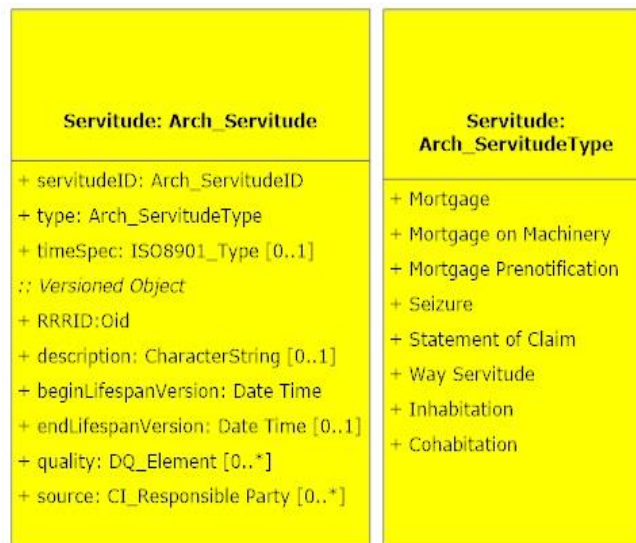 Servitude: Arch_Servitude
+ servitudeID: Arch_ServitudeID
+ type: Arch_ServitudeType
+ timeSpec: ISO8901_Type [0..1]
:: Versioned Object
+ RRRID:Oid
+ description: CharacterString [0..1]
+ beginLifespanVersion: Date Time
+ endLifespanVersion: Date Time [0..1]
+ quality: DQ_Element [0..*]
+ source: CI_Responsible Party [0..*]
Servitude:
Arch_ServitudeType
+ Mortgage
+ Mortgage on Machinery
+ Mortgage Prenotification
+ Seizure
+ Statement of Claim
+ Way Servitude
+ Inhabitation
+ Cohabitation